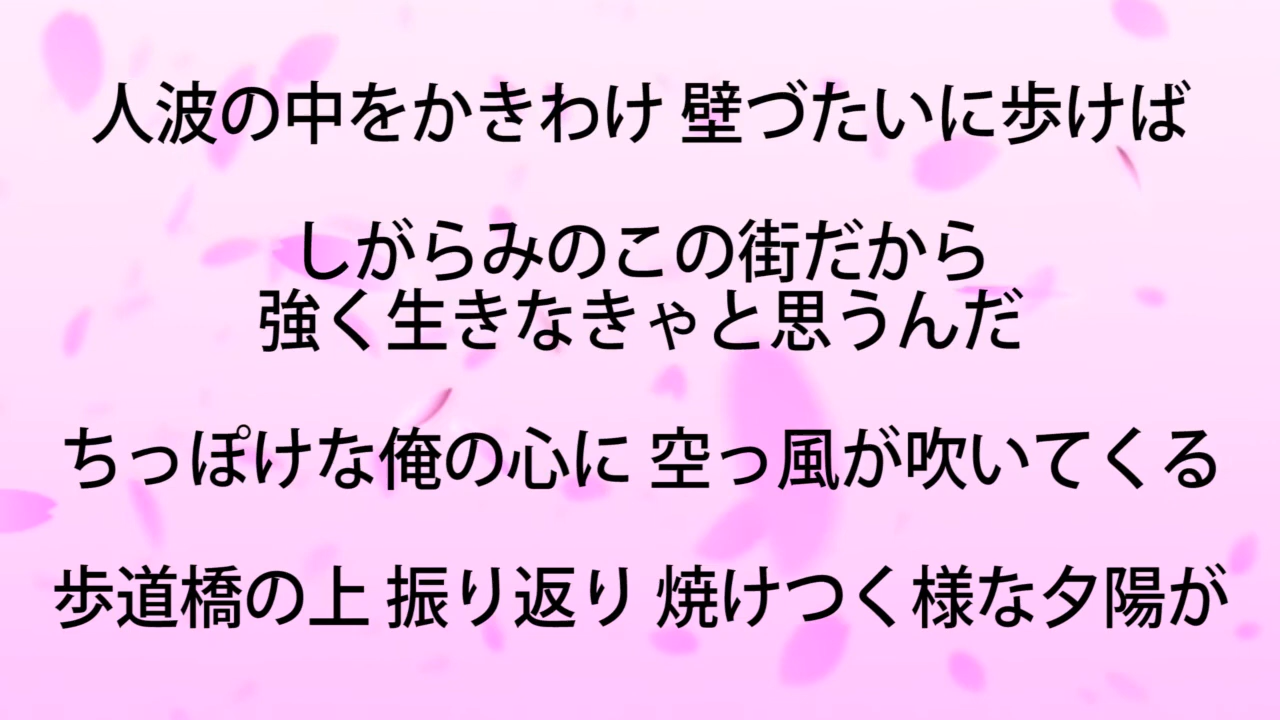 人波の中をかきわけ 壁づたいに歩けば
しがらみのこの街だから
強く生きなきゃと思うんだ
ちっぽけな俺の心に 空っ風が吹いてくる
歩道橋の上 振り返り 焼けつく様な夕陽が